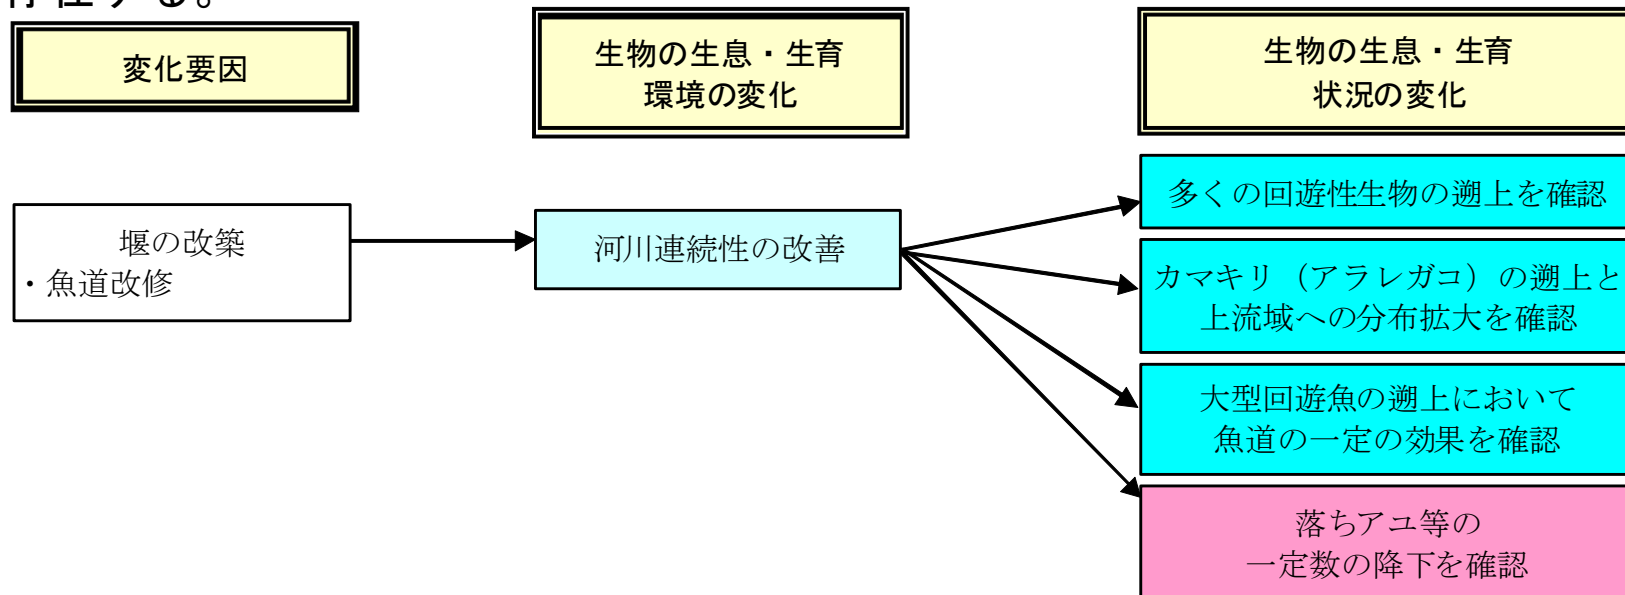 存在する。
変化要因
生物の生息・生育
環境の変化
生物の生息・生育
状況の変化
堰の改築
・魚道改修
河川連続性の改善
多くの回遊性生物の遡上を確認
カマキリ（アラレガコ）の遡上と
上流域への分布拡大を確認
大型回遊魚の遡上において
魚道の一定の効果を確認
落ちアユ等の
一定数の降下を確認